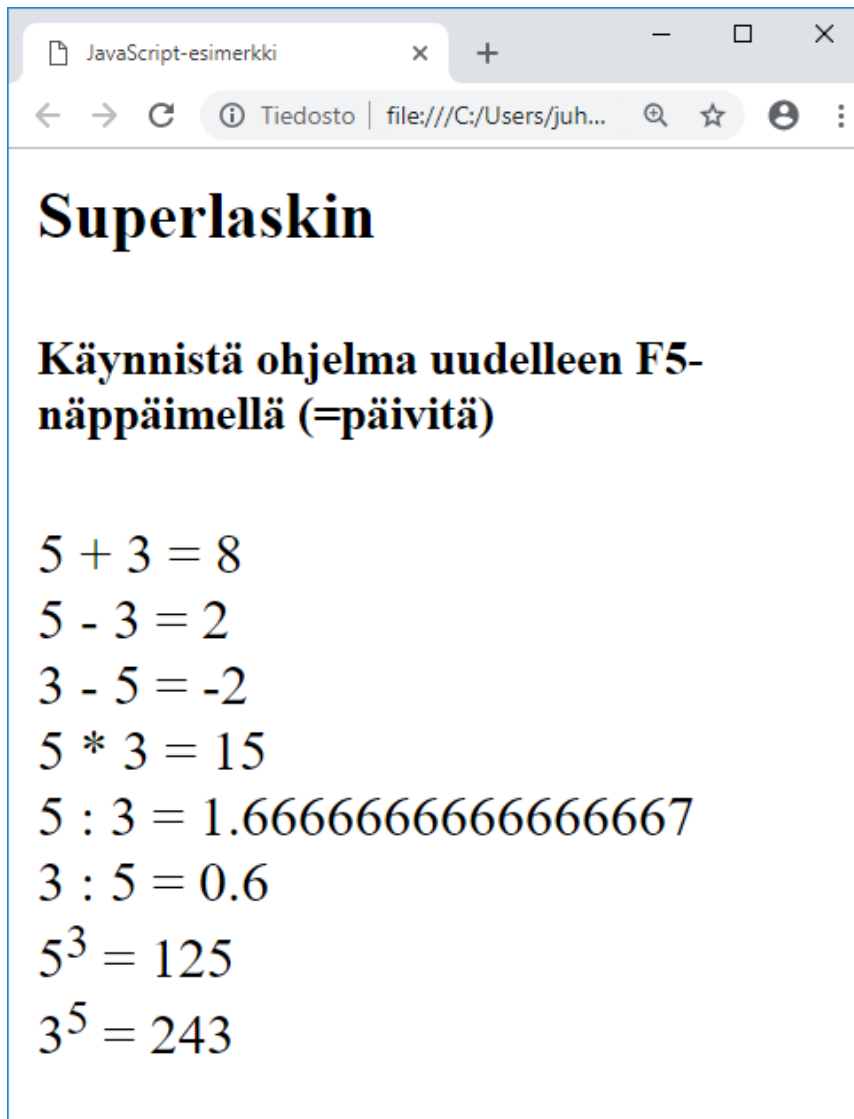 JavaScript-esimerkki
Tiedosto | file:///C:/Users/juh...
Superlaskin
Käynnistä ohjelma uudelleen F5-
näppäimellä (=päivitä)
5 + 3 = 8
5 - 3 = 2
3 - 5 = -2
5 * 3 = 15
5 : 3 = 1.6666666666666667
3 : 5 = 0.6
5³ = 125
3⁵ = 243